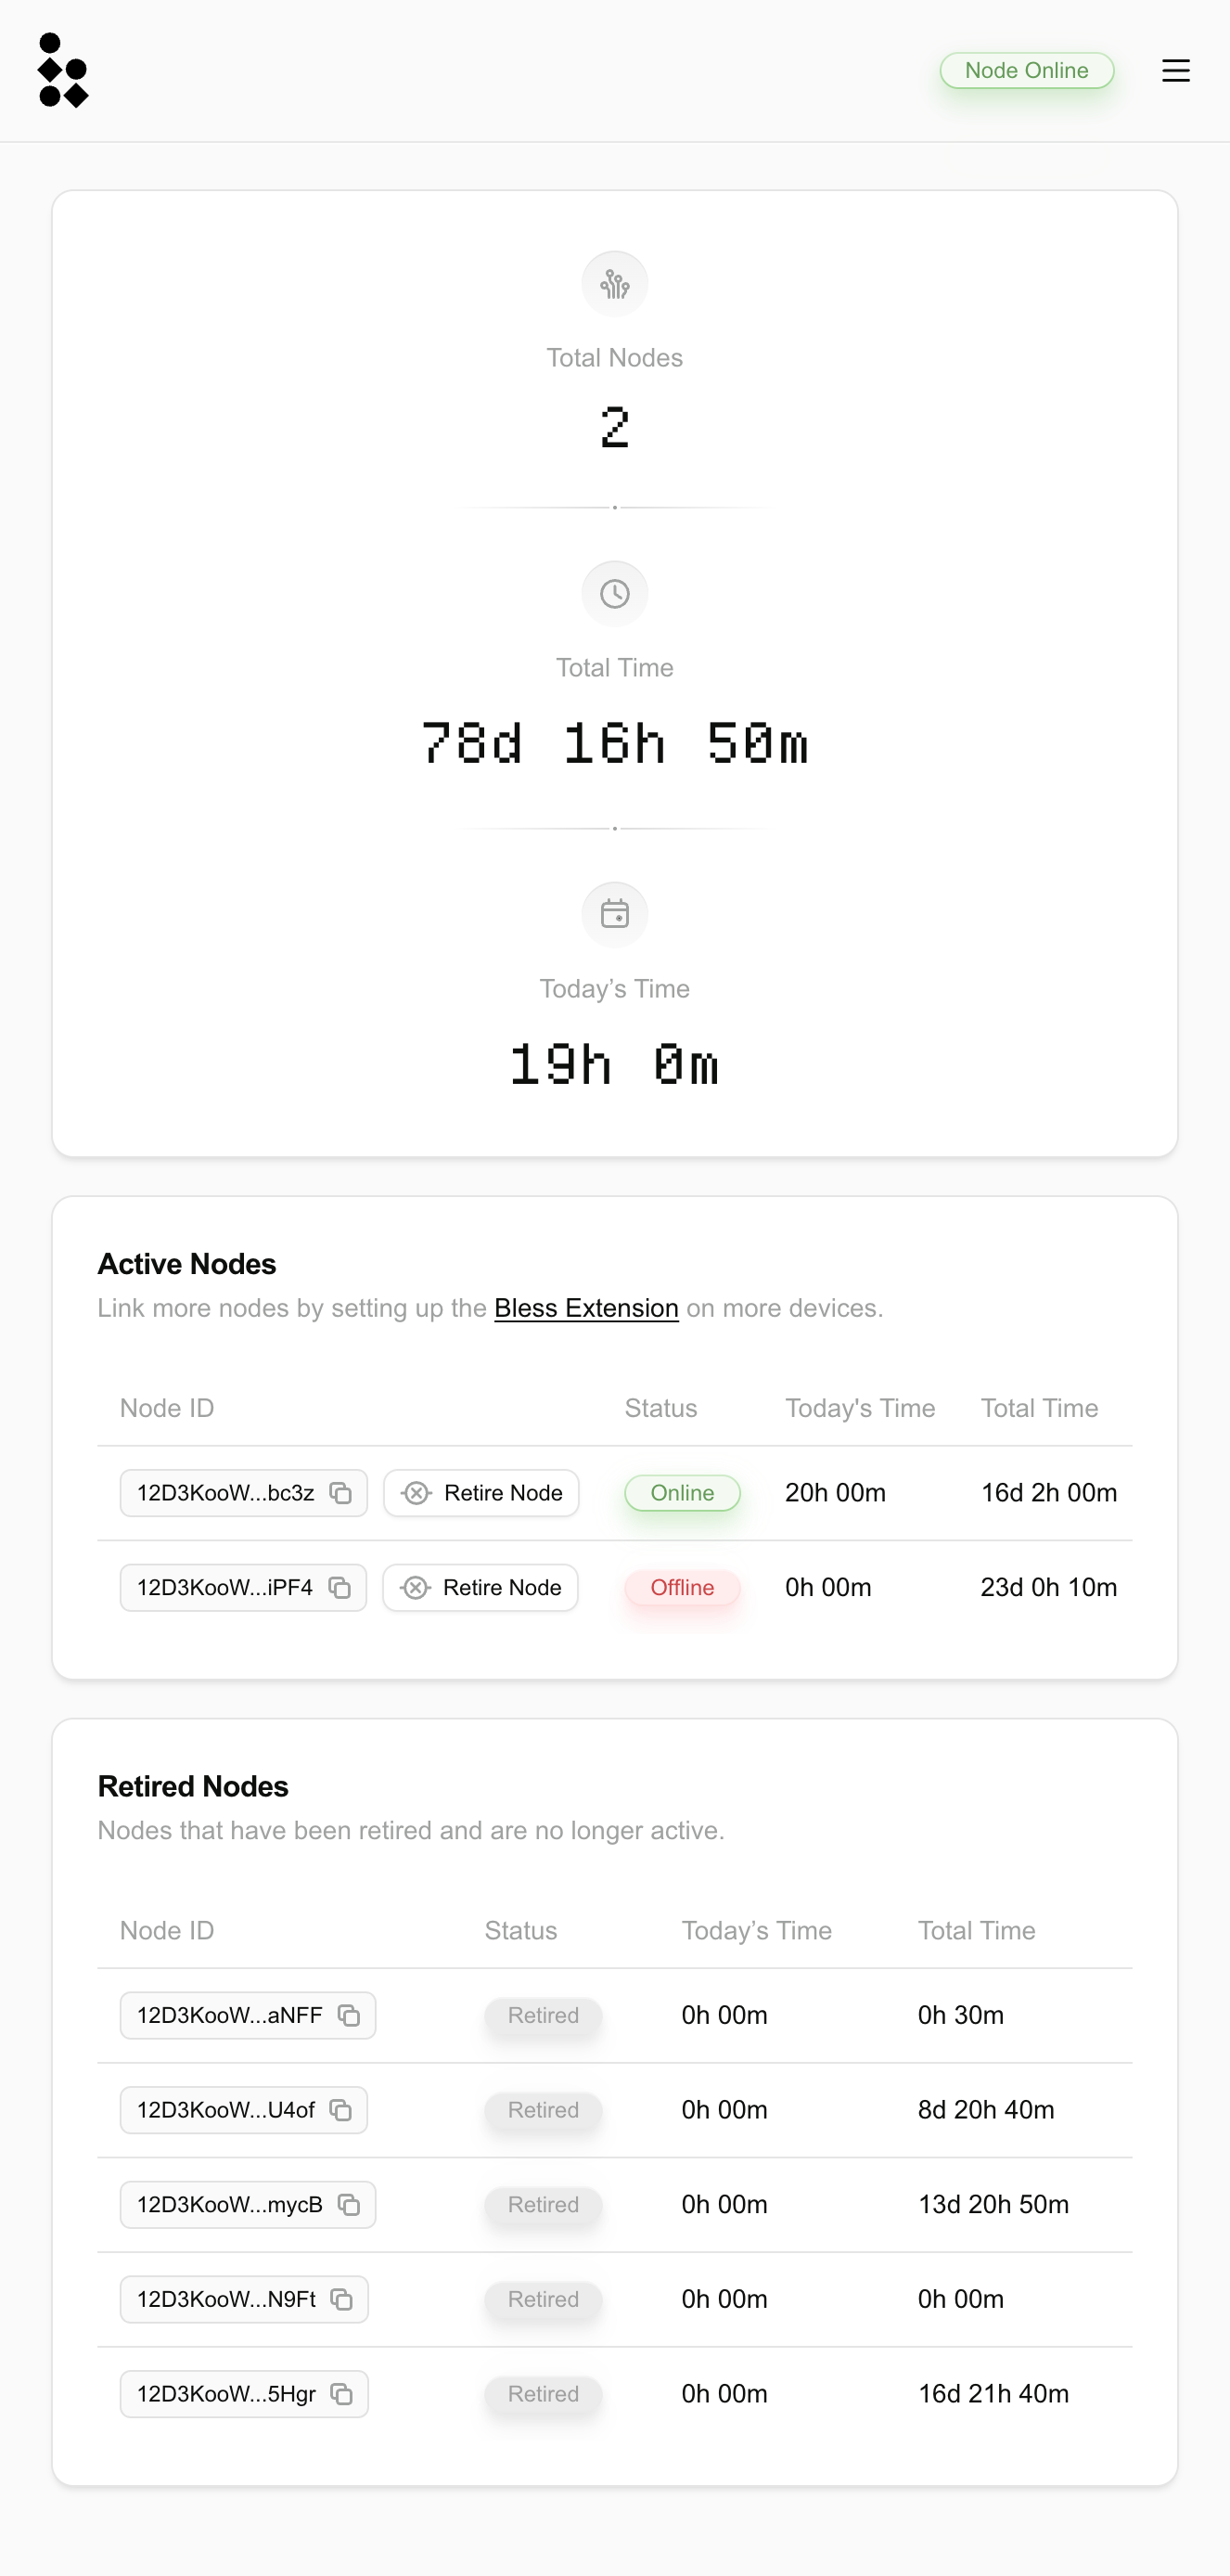 Node Online
Total Nodes
2
Total Time
78d 16h 50m
Today’s Time
19h 0m
Active Nodes
Link more nodes by setting up the Bless Extension on more devices.
Node ID Status Today's Time Total Time
12D3KooW...bc3z Retire Node Online 20h 00m 16d 2h 00m
12D3KooW...iPF4 Retire Node Offline 0h 00m 23d 0h 10m
Retired Nodes
Nodes that have been retired and are no longer active.
Node ID Status Today’s Time Total Time
12D3KooW...aNFF Retired 0h 00m 0h 30m
12D3KooW...U4of Retired 0h 00m 8d 20h 40m
12D3KooW...mycB Retired 0h 00m 13d 20h 50m
12D3KooW...N9Ft Retired 0h 00m 0h 00m
12D3KooW...5Hgr Retired 0h 00m 16d 21h 40m